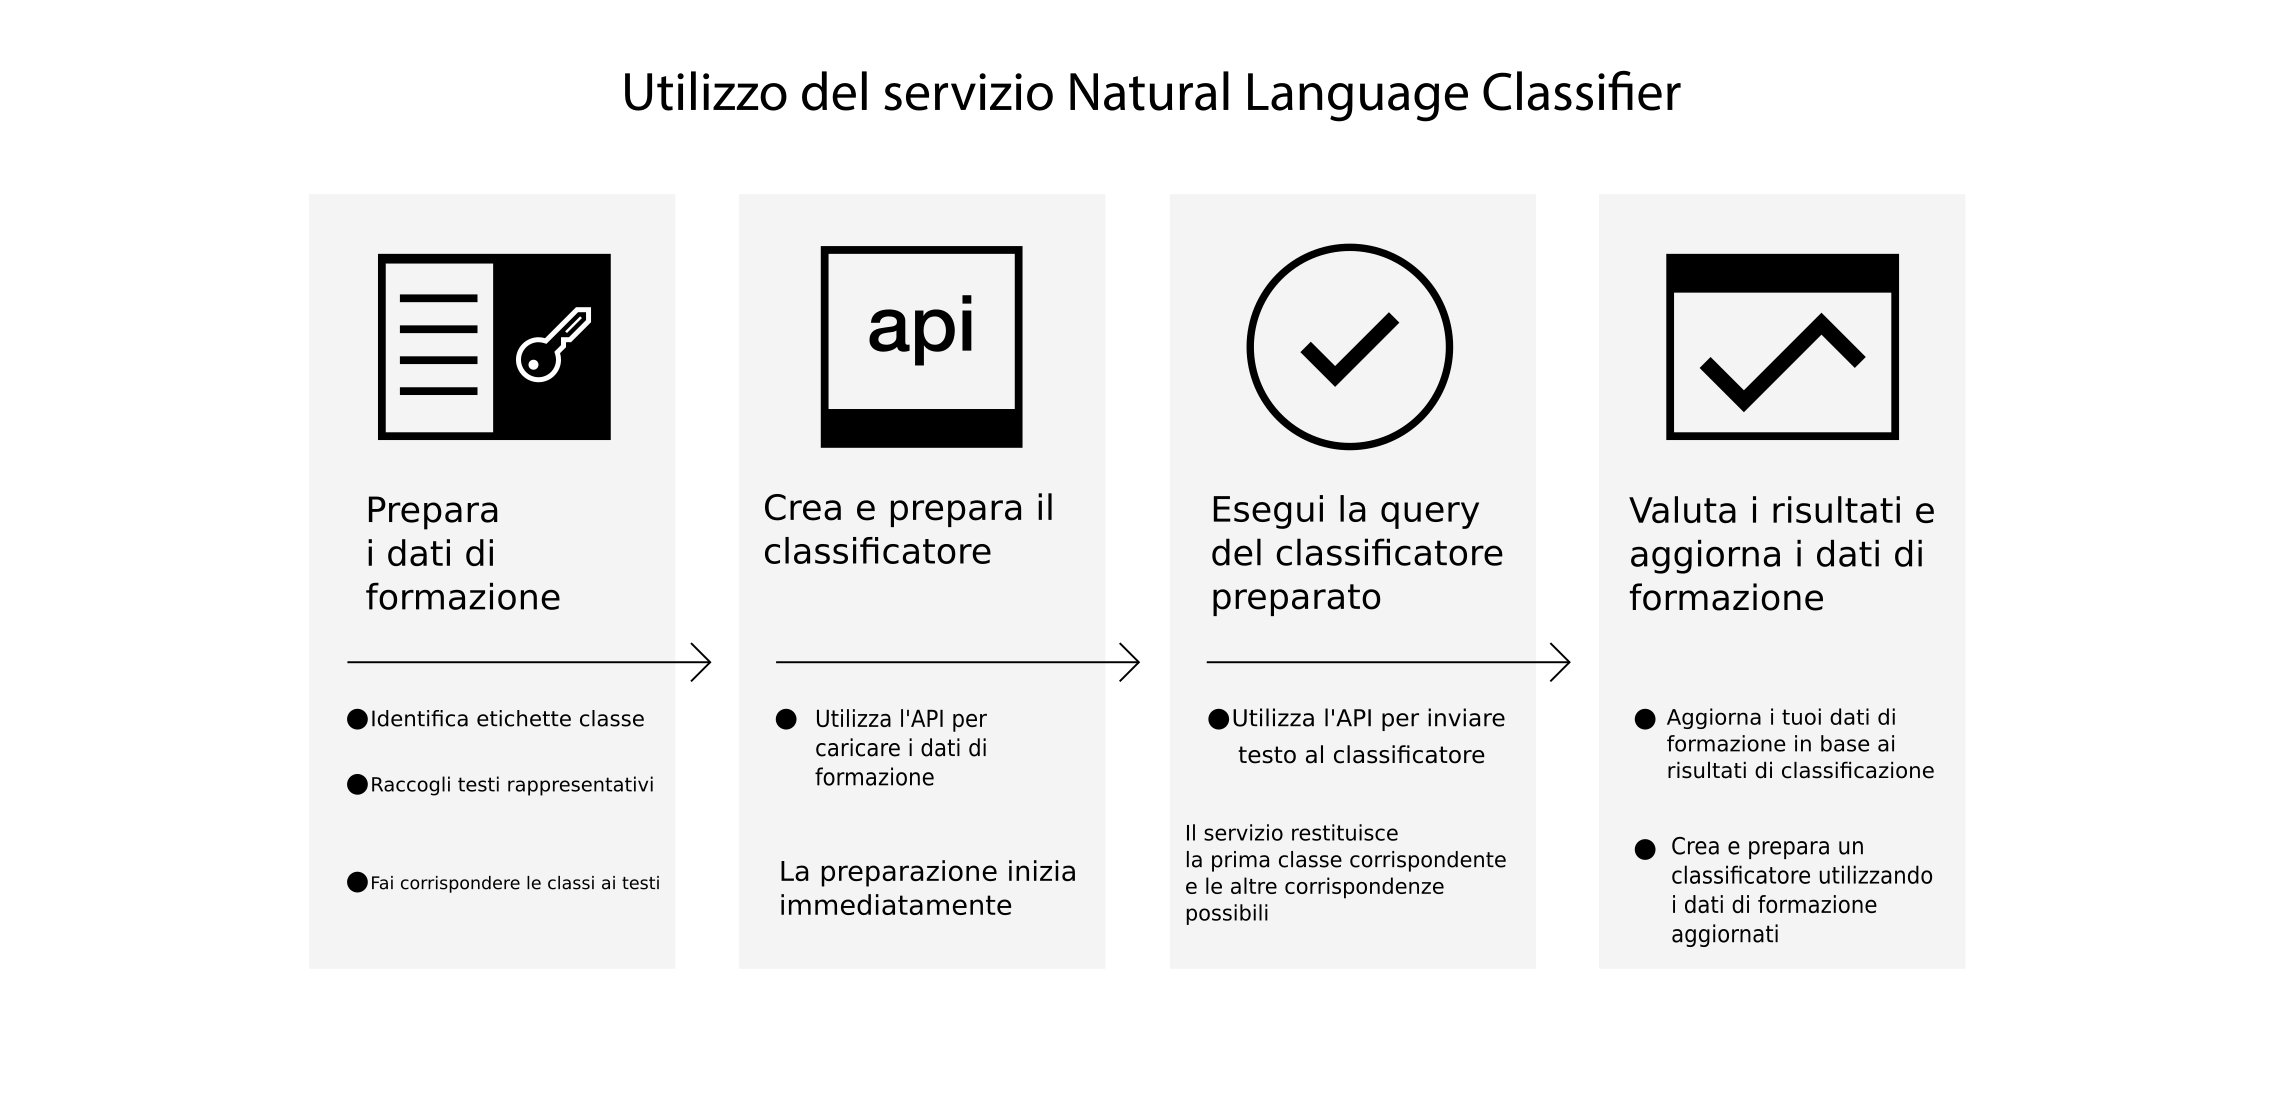 Utilizzo del servizio Natural Language Classifier
api
Prepara
i dati di
formazione
Identifica etichette classe
Raccogli testi rappresentativi
Fai corrispondere le classi ai testi
Crea e prepara il
classificatore
Utilizza l'API per
caricare i dati di
formazione
La preparazione inizia
immediatamente
Esegui la query
del classificatore
preparato
Utilizza l'API per inviare
testo al classificatore
Il servizio restituisce
la prima classe corrispondente
e le altre corrispondenze
possibili
Valuta i risultati e
aggiorna i dati di
formazione
Aggiorna i tuoi dati di
formazione in base ai
risultati di classificazione
Crea e prepara un
classificatore utilizzando
i dati di formazione
aggiornati